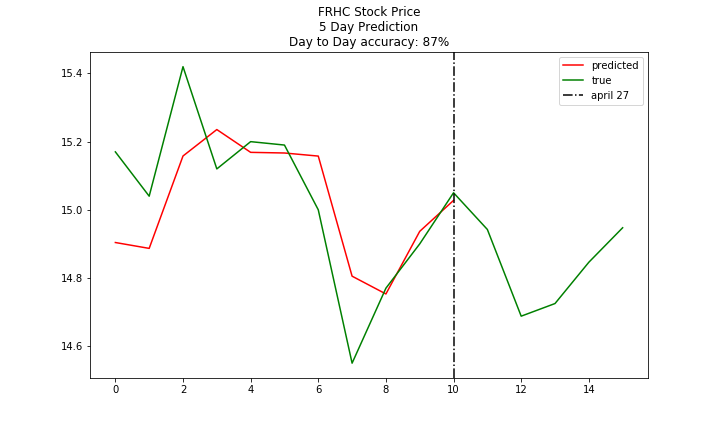 FRHC Stock Price
5 Day Prediction
Day to Day accuracy: 87%
predicted
true
april 27
15.4
15.2
15.0
14.8
14.6
0 2 4 6 8 10 12 14